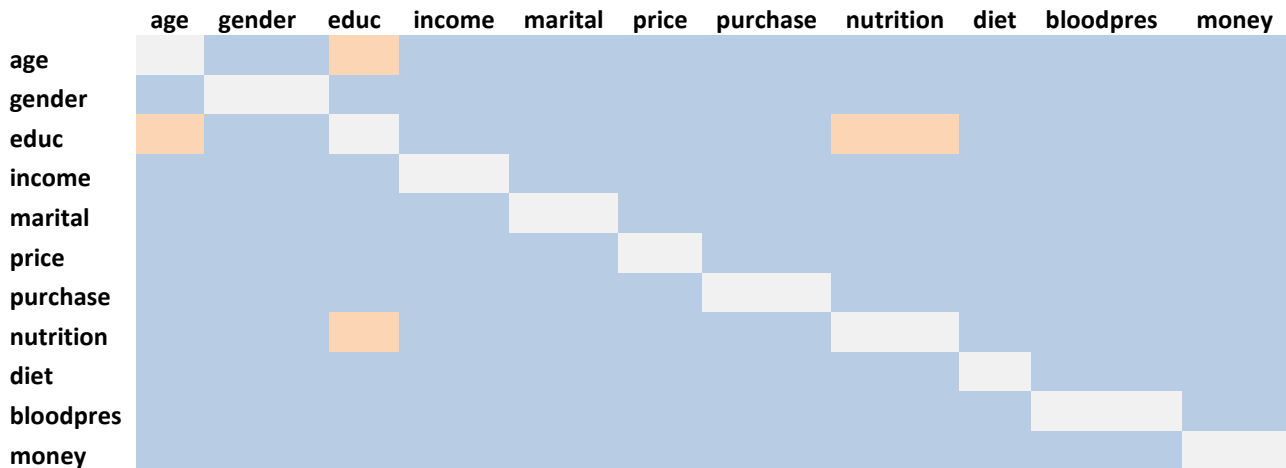 age gender educ income marital price purchase nutrition diet bloodpres money
age
gender
educ
income
marital
price
purchase
nutrition
diet
bloodpres
money